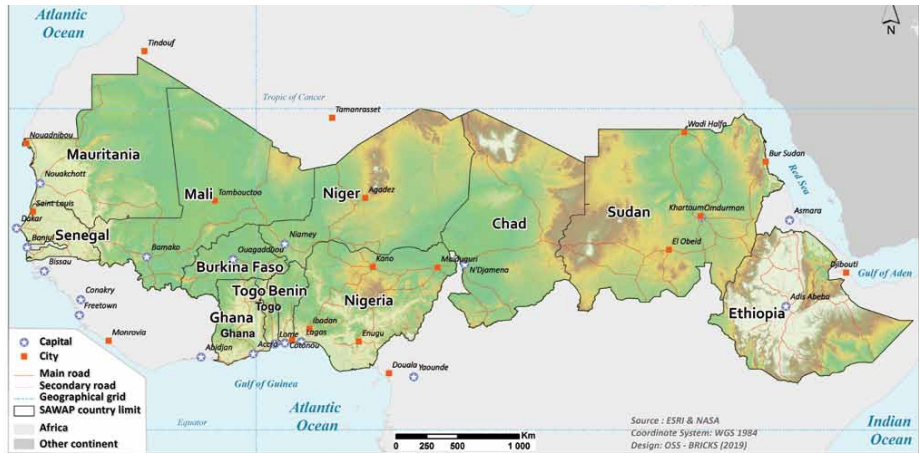 Atlantic
Ocean
N
Tindouf
Tropic of Cancer
Tamanrasset
Nouadnibou
Wadi Halfa
Mauritania
Bur Sudan
Nouakchott
Red Sea
Mali
Tombouctoo
Niger
Agadez
Saint Louis
Chad
Sudan
Khartoum
Omdurman
Asmara
Dakar
Senegal
Niamey
Banjul
Bamako
Ouagadabou
El Obeid
Burkina Faso
Kano
Maiduguri
N'Djamena
Djibouti
Gulf of Aden
Bissau
Togo
Benin
Nigeria
Conakry
Togo
Adis Abeba
Freetown
Ghana
Ethiopia
Ghana
Ibadan
Lagos
Lome
Enugu
Monrovia
Accra
Cotonou
Abidjan
Capital
City
Main road
Secondary road
Geographical grid
SAWAP country limit
Africa
Other continent
Douala
Yaounde
Gulf of Guinea
Atlantic
Ocean
Equator
Km
0
250
500
1 000
Source : ESRI & NASA
Coordinate System: WGS 1984
Design: OSS - BRICKS (2019)
Indian
Ocean